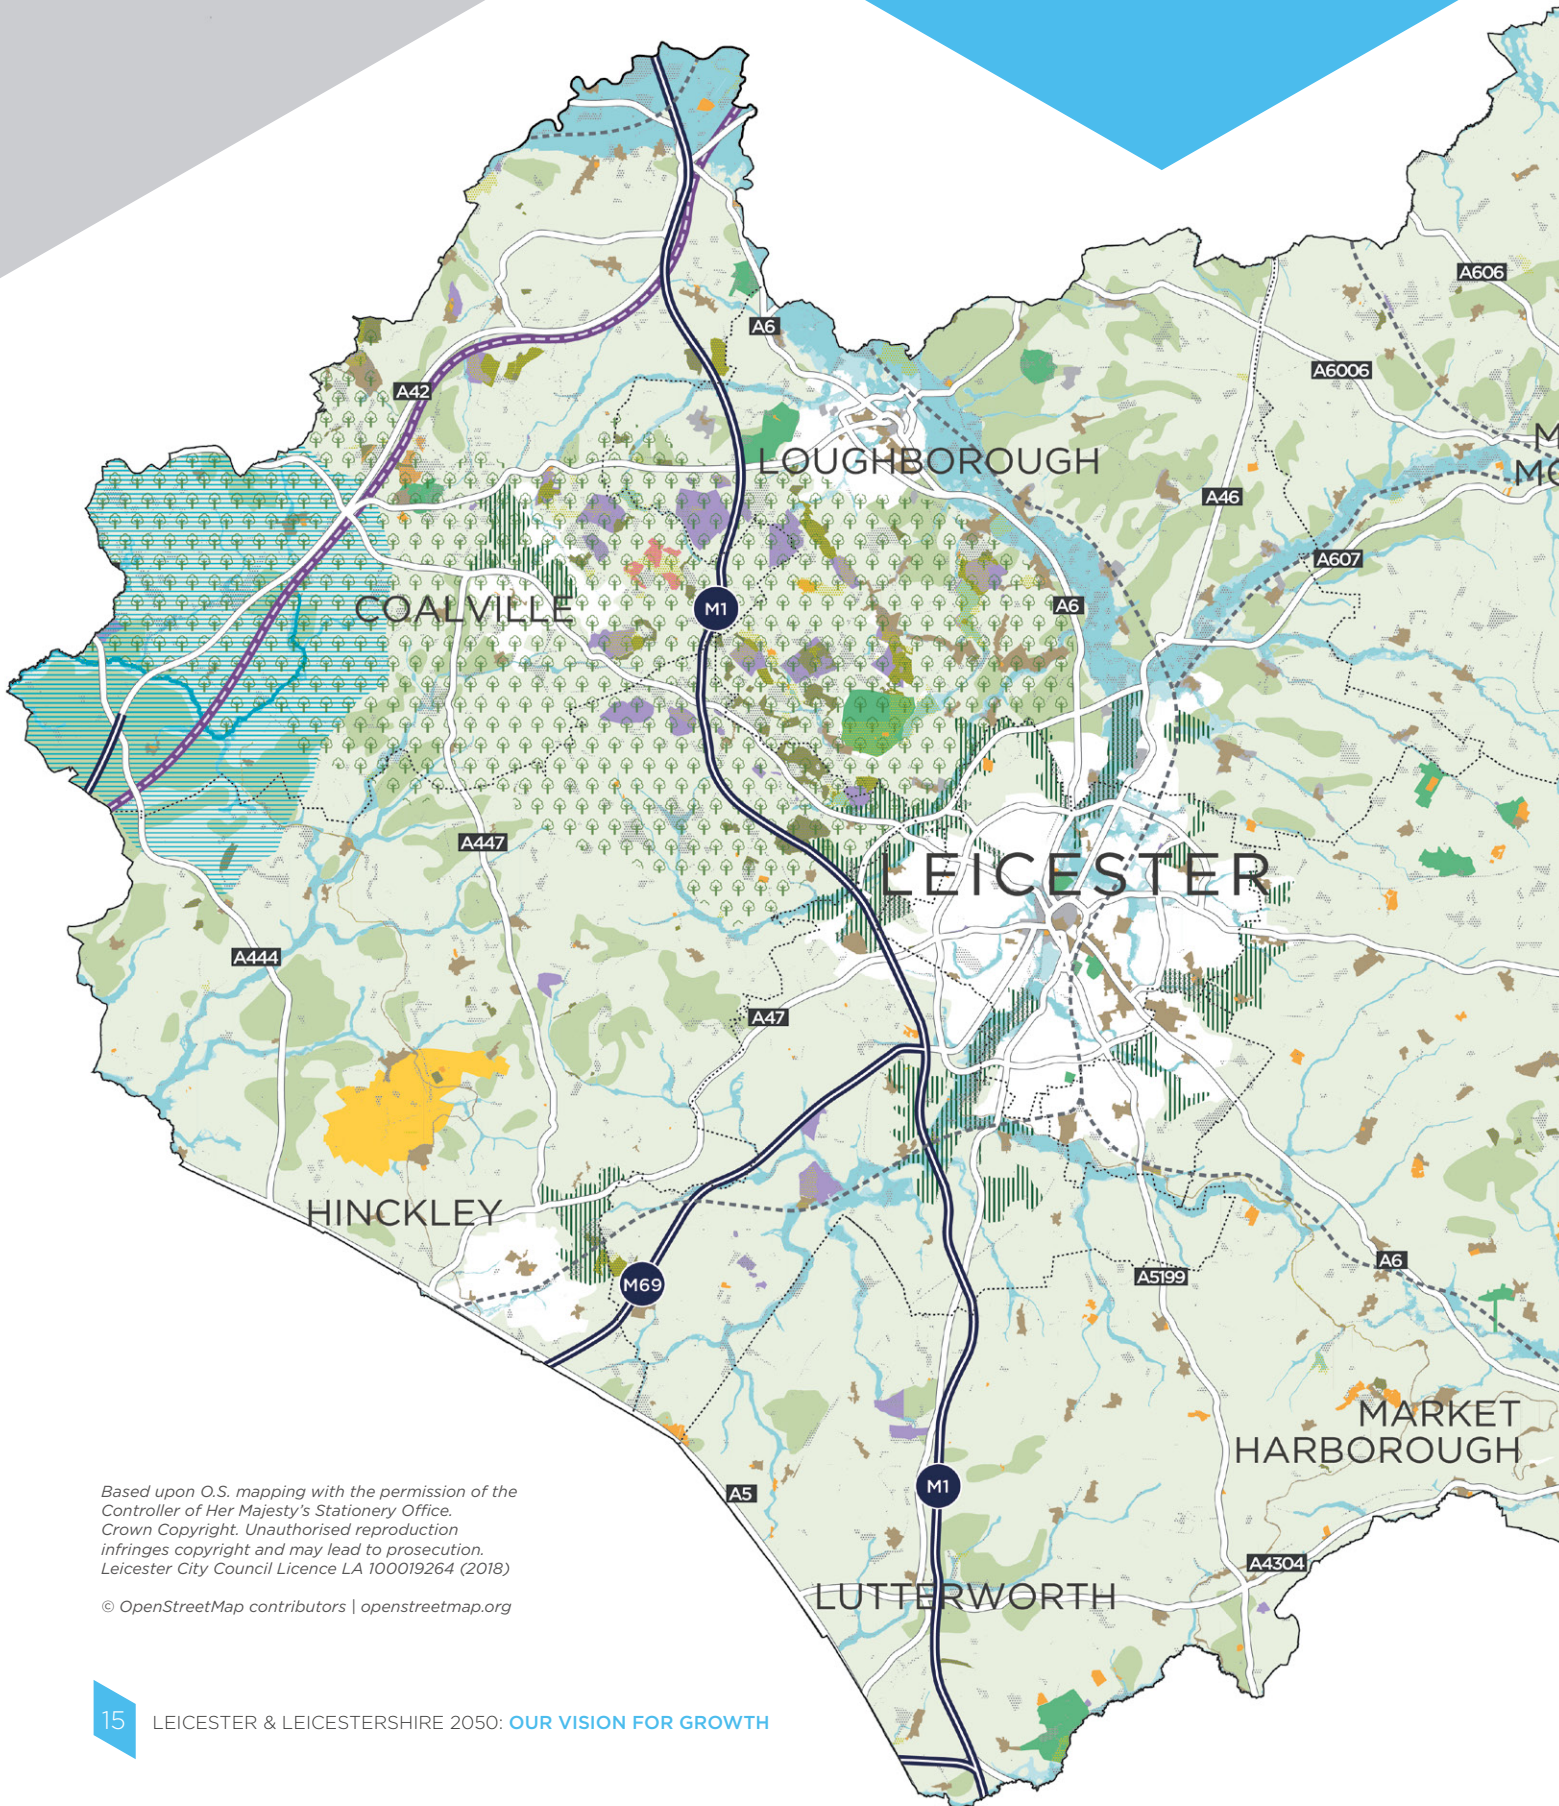 A606
A6
A6006
A42
M
MO
LOUGHBOROUGH
A46
A607
COALVILLE
M1
A6
A447
LEICESTER
A444
A47
HINCKLEY
M69
A6
A5199
MARKET
HARBOROUGH
A5
M1
A4304
LUTTERWORTH
Based upon O.S. mapping with the permission of the
Controller of Her Majesty's Stationery Office.
Crown Copyright. Unauthorised reproduction
infringes copyright and may lead to prosecution.
Leicester City Council Licence LA 100019264 (2018)
© OpenStreetMap contributors | openstreetmap.org
15 LEICESTER & LEICESTERSHIRE 2050: OUR VISION FOR GROWTH